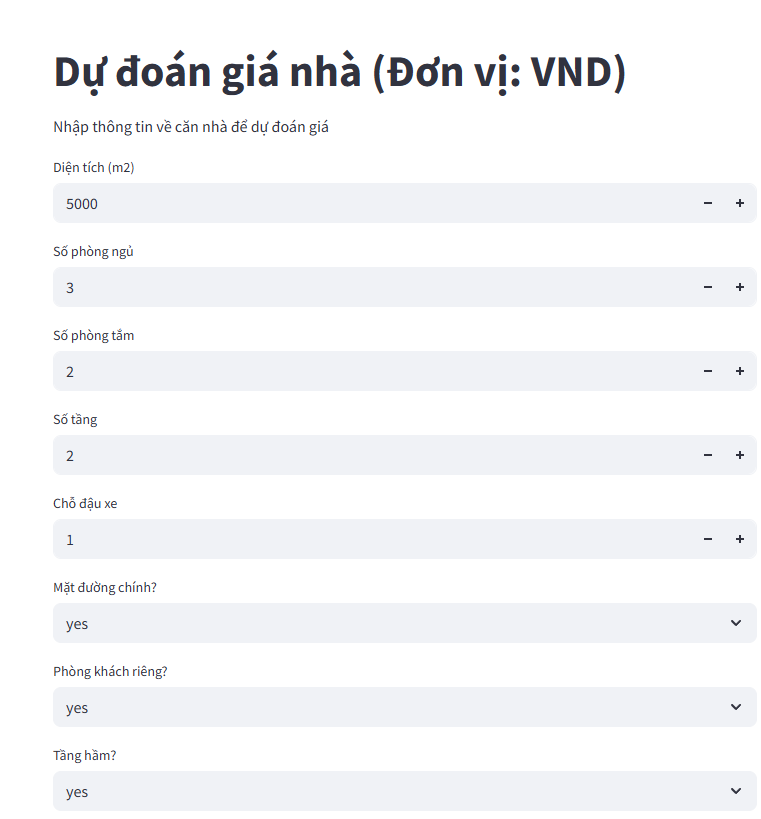 Dự đoán giá nhà (Đơn vị: VND)
Nhập thông tin về căn nhà để dự đoán giá
Diện tích (m2)
5000
Số phòng ngủ
3
Số phòng tắm
2
Số tầng
2
Chỗ đậu xe
1
Mặt đường chính?
yes
Phòng khách riêng?
yes
Tầng hầm?
yes